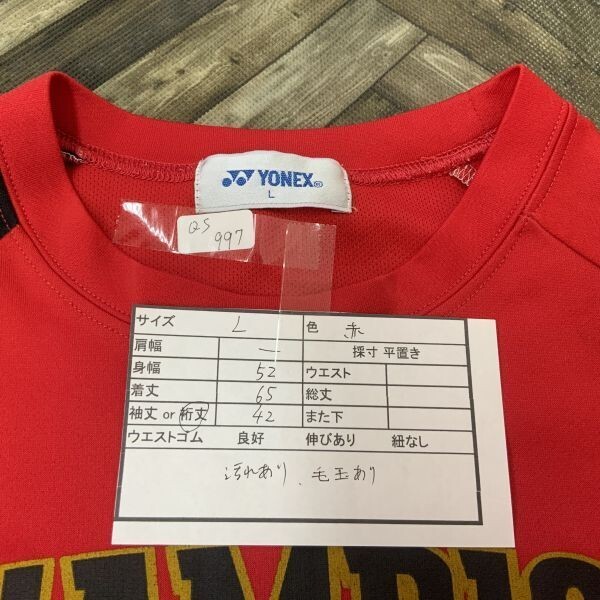 YONEX®
L
QS
997
サイズ L 色 赤
肩幅 ー 採寸 平置き
身幅 52 ウエスト
着丈 65 総丈
袖丈 or 裄丈 42 また下
ウエストゴム 良好 伸びあり 紐なし
汚れあり、毛玉あり